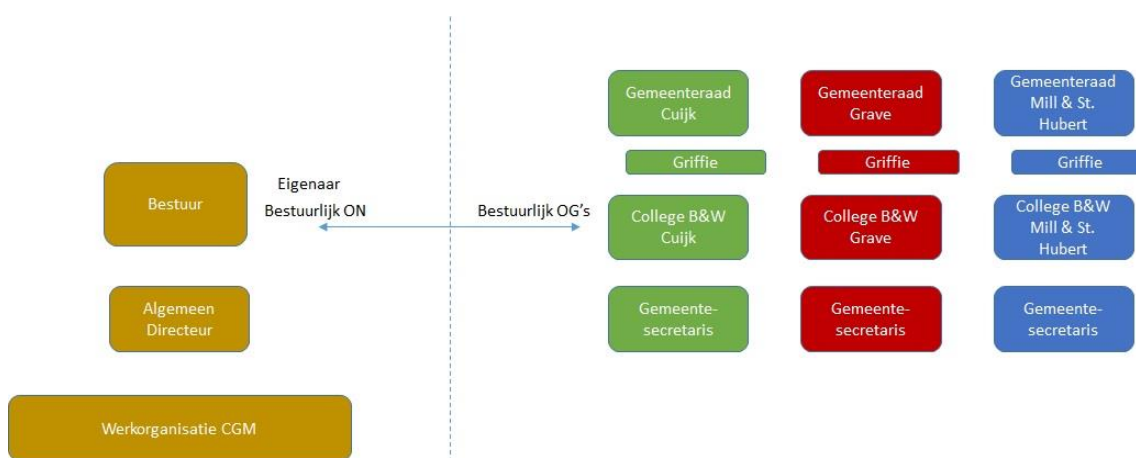 Gemeenteraad
Cuijk
Gemeenteraad
Grave
Gemeenteraad
Mill & St.
Hubert
Griffie
Griffie
Griffie
Bestuur
Eigenaar
Bestuurlijk ON
Bestuurlijk OG’s
College B&W
Cuijk
College B&W
Grave
College B&W
Mill & St.
Hubert
Algemeen
Directeur
Gemeente-
secretaris
Gemeente-
secretaris
Gemeente-
secretaris
Werkorganisatie CGM